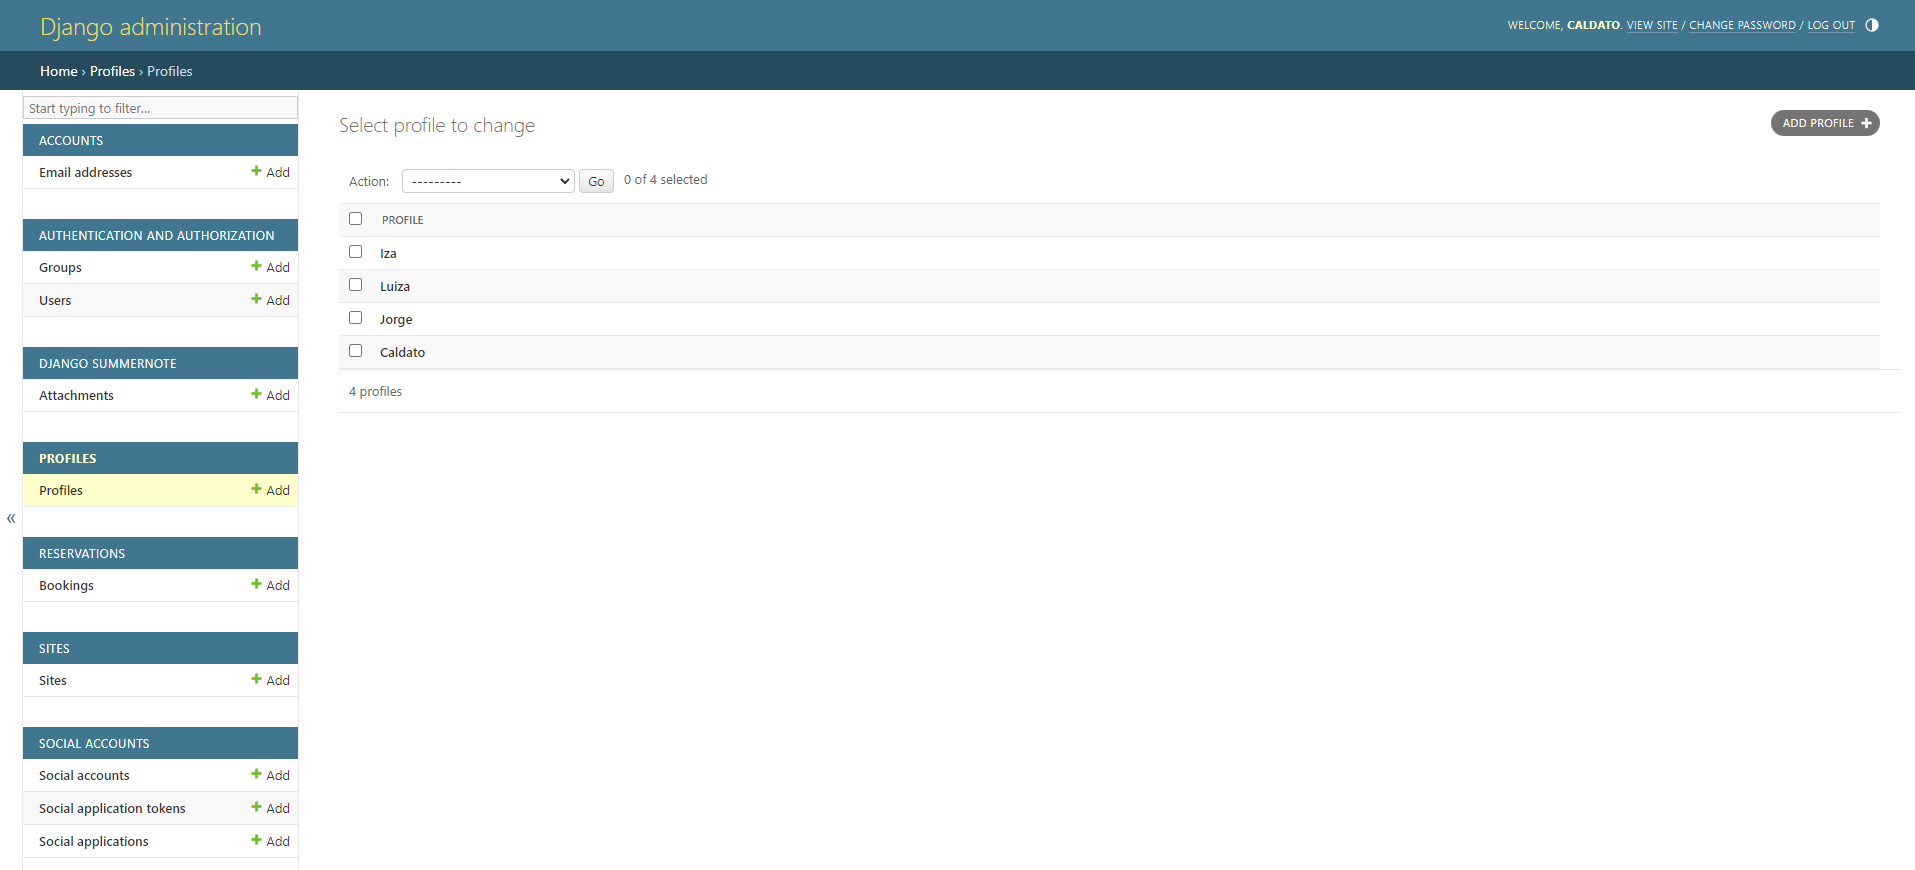 Django administration
WELCOME, CALDATO. VIEW SITE / CHANGE PASSWORD / LOG OUT
Home › Profiles › Profiles
Start typing to filter...
ACCOUNTS
Email addresses Add
AUTHENTICATION AND AUTHORIZATION
Groups Add
Users Add
DJANGO SUMMERNOTE
Attachments Add
PROFILES
Profiles Add
«
RESERVATIONS
Bookings Add
SITES
Sites Add
SOCIAL ACCOUNTS
Social accounts Add
Social application tokens Add
Social applications Add
Select profile to change
ADD PROFILE
Action: --------- Go 0 of 4 selected
PROFILE
Iza
Luiza
Jorge
Caldato
4 profiles